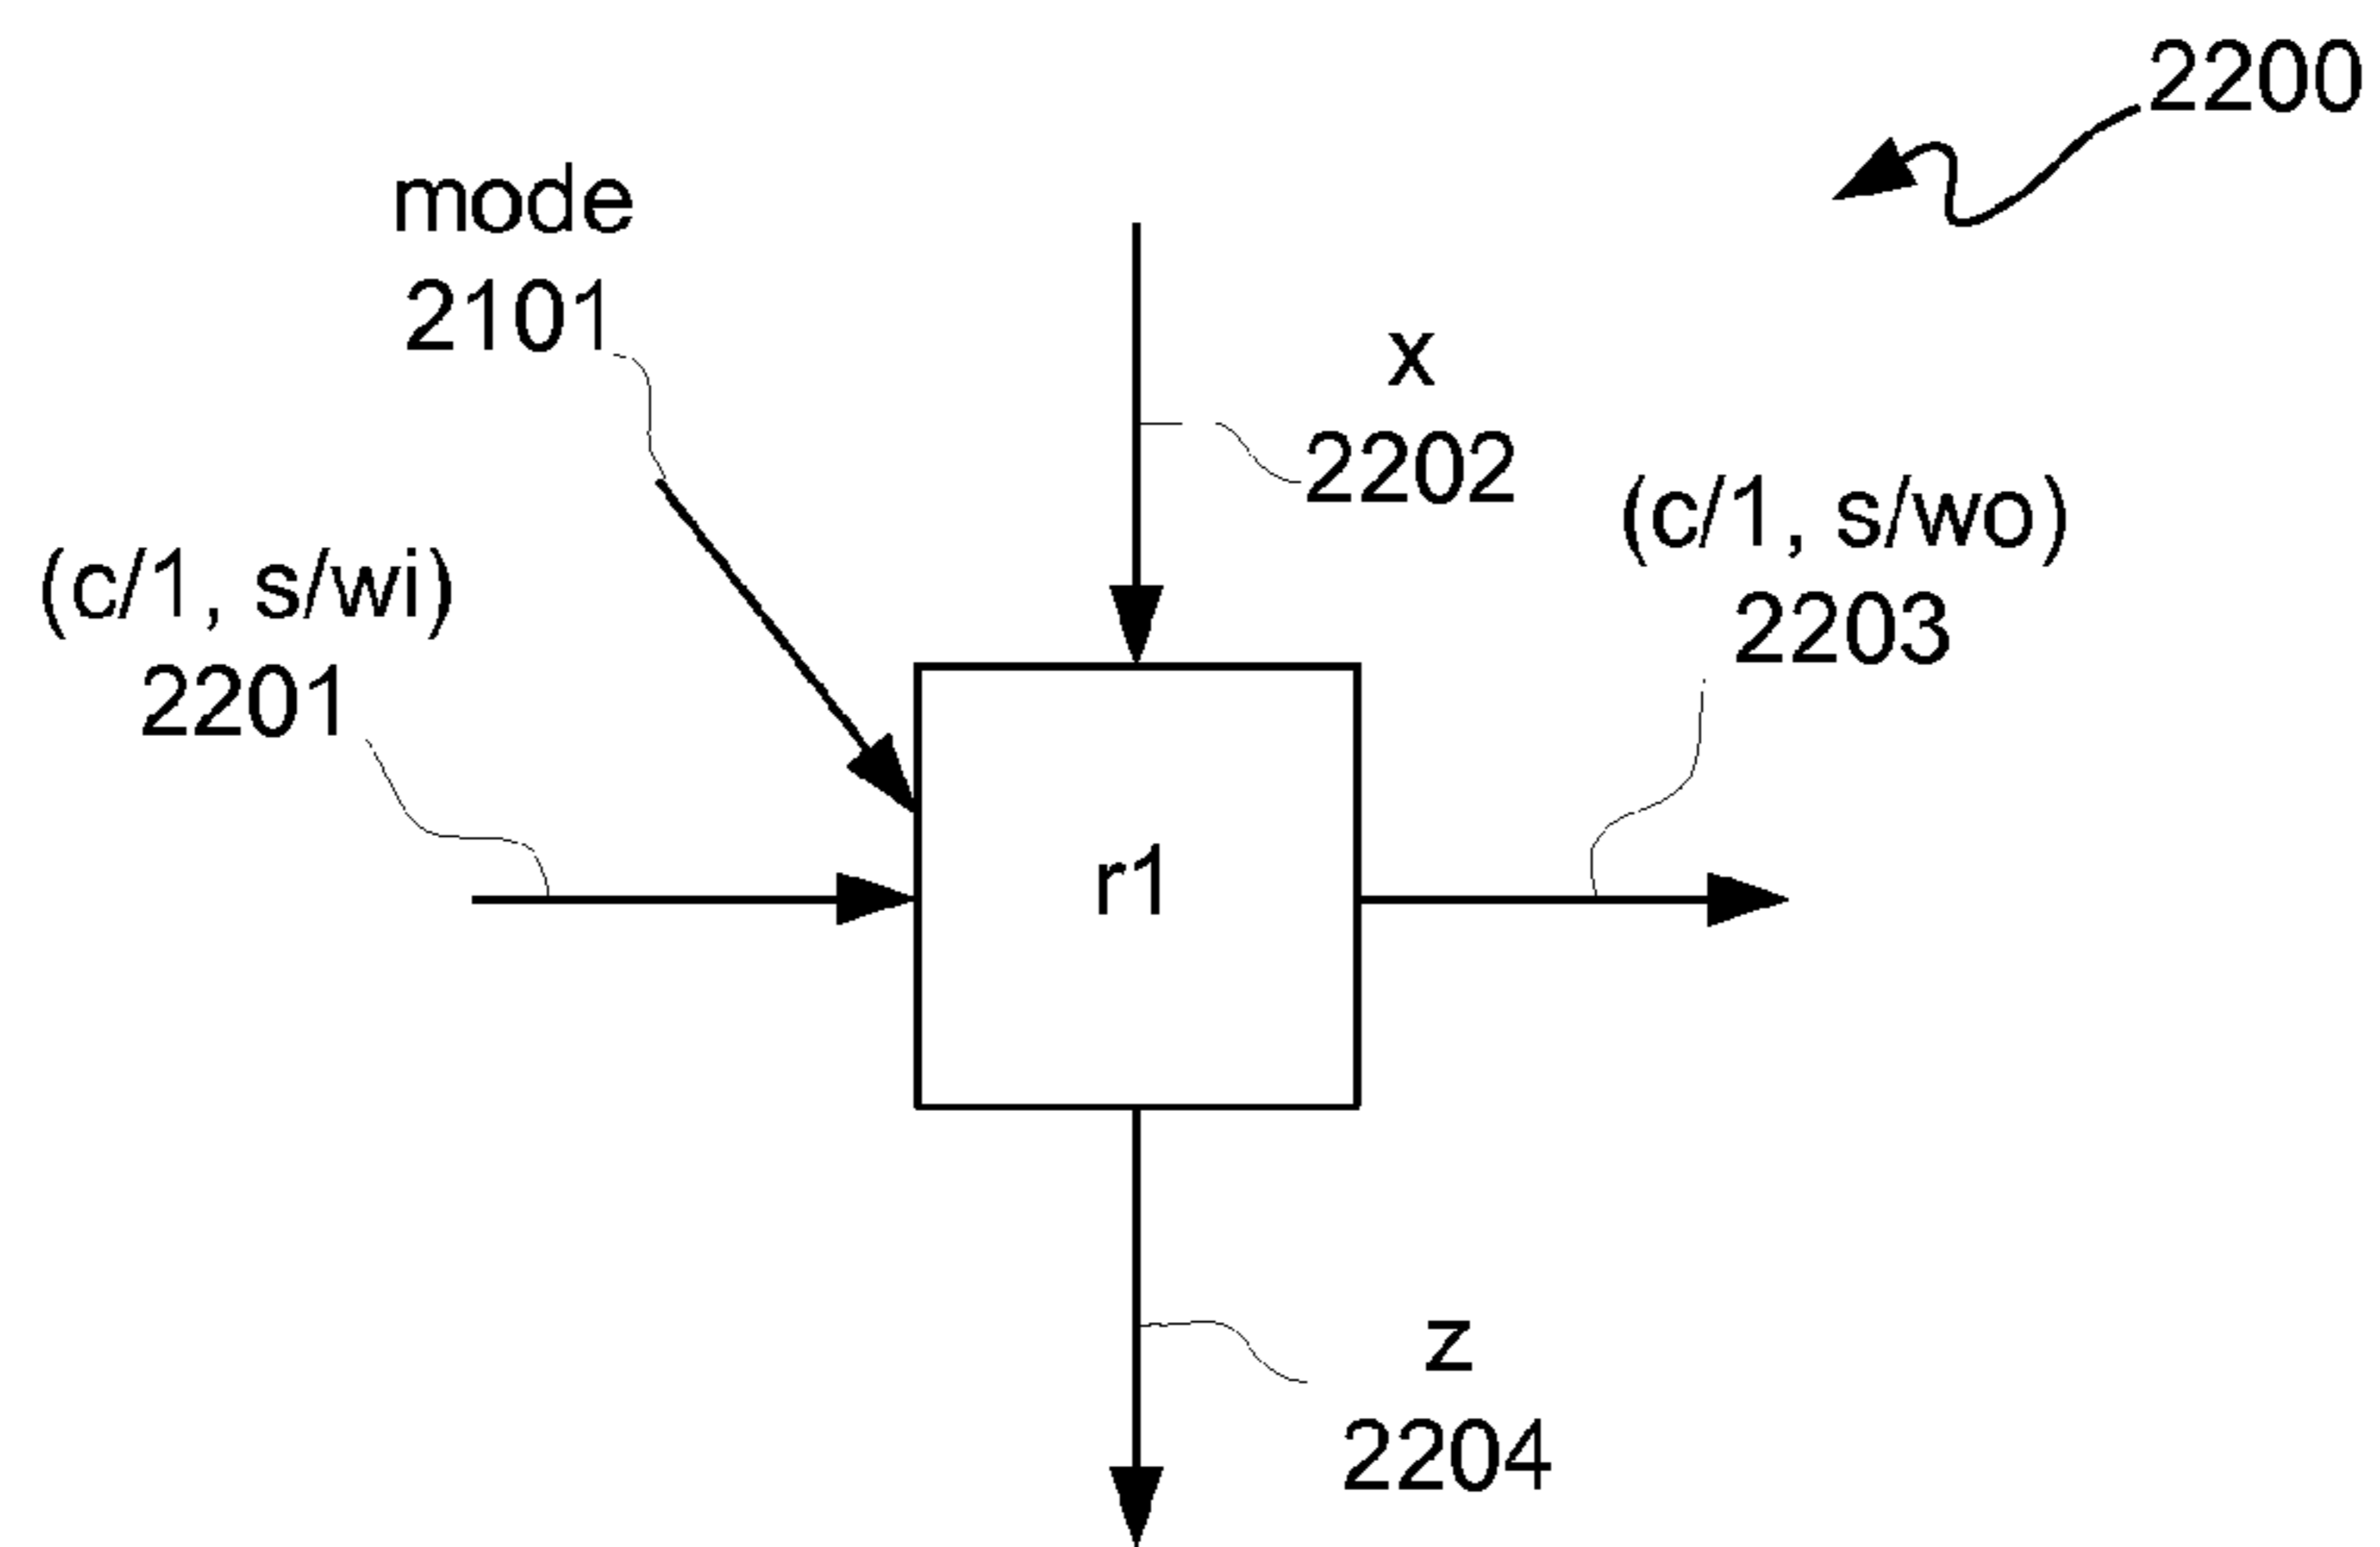 2200
mode
2101
x
2202
(c/1, s/wo)
2203
(c/1, s/wi)
2201
r1
z
2204